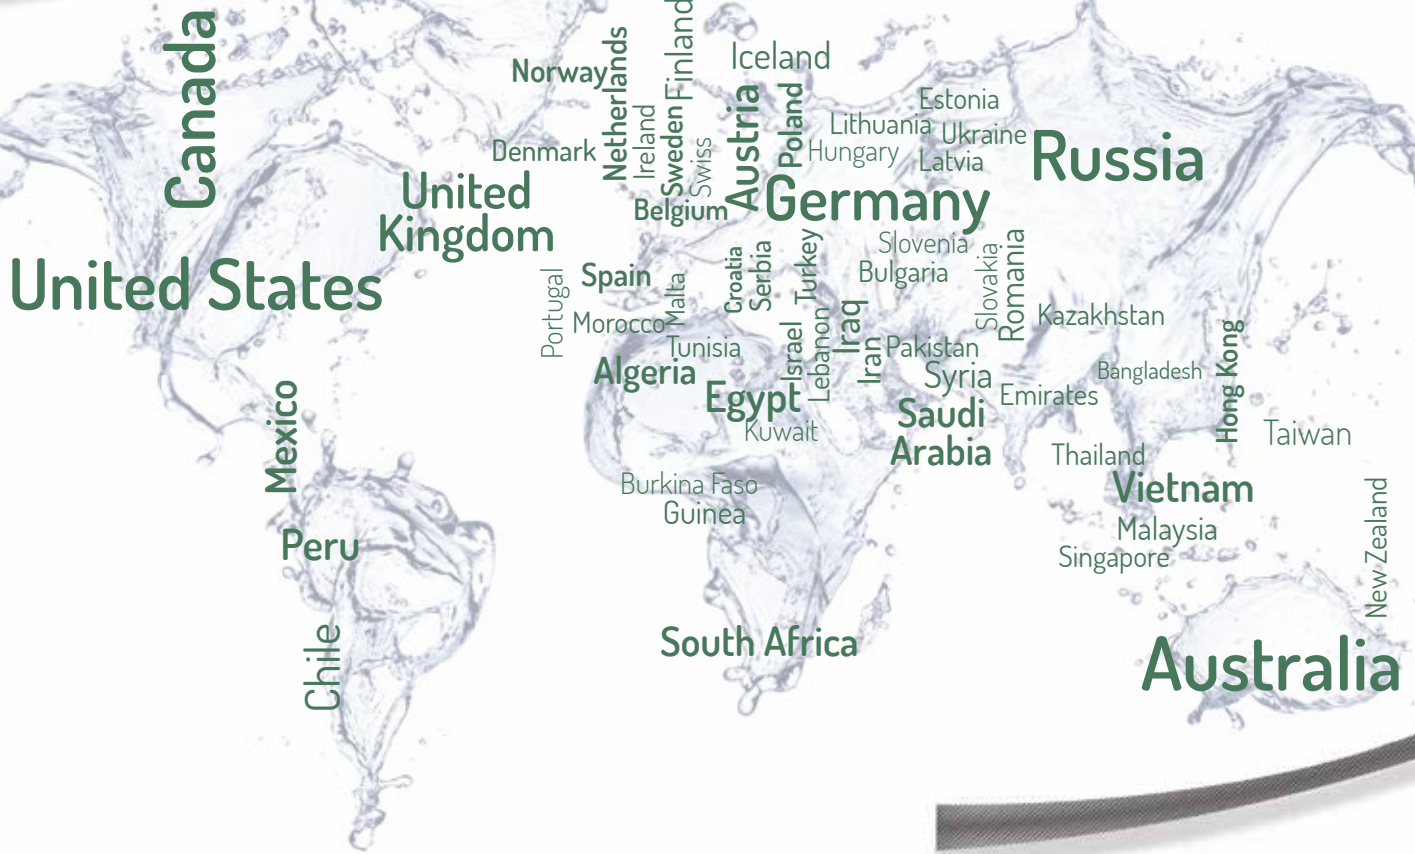 Canada
Norway
Netherlands
Finland
Iceland
Denmark
Ireland
Sweden
Swiss
Austria
Poland
Estonia
Lithuania
Ukraine
Hungary
Latvia
Russia
United
Kingdom
Belgium
Germany
United States
Portugal
Spain
Malta
Croatia
Serbia
Turkey
Slovenia
Bulgaria
Slovakia
Romania
Morocco
Kazakhstan
Tunisia
Israel
Lebanon
Iraq
Iran
Pakistan
Algeria
Egypt
Syria
Bangladesh
Hong Kong
Mexico
Kuwait
Saudi
Arabia
Emirates
Taiwan
Thailand
Burkina Faso
Guinea
Vietnam
Malaysia
Singapore
New Zealand
Peru
Chile
South Africa
Australia